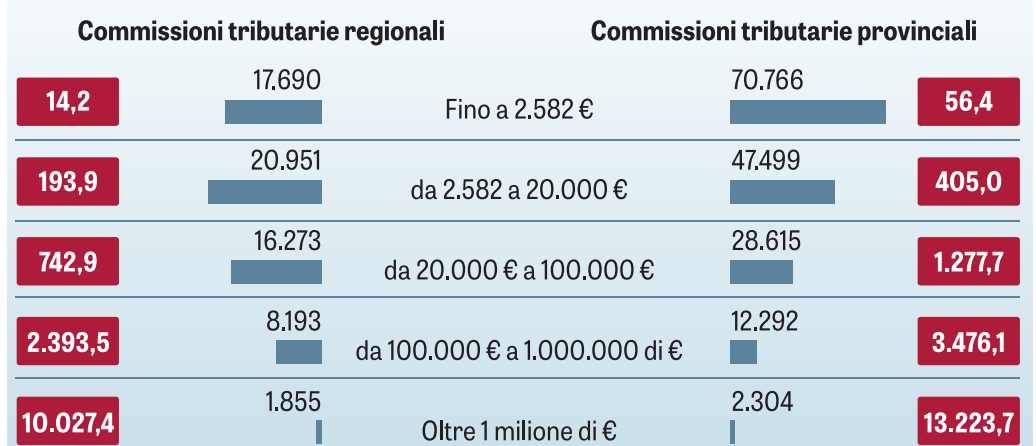 Commissioni tributarie regionali Commissioni tributarie provinciali
14,2 17.690 Fino a 2.582 € 70.766 56,4
193,9 20.951 da 2.582 a 20.000 € 47.499 405,0
742,9 16.273 da 20.000 € a 100.000 € 28.615 1.277,7
2.393,5 8.193 da 100.000 € a 1.000.000 di € 12.292 3.476,1
10.027,4 1.855 Oltre 1 milione di € 2.304 13.223,7